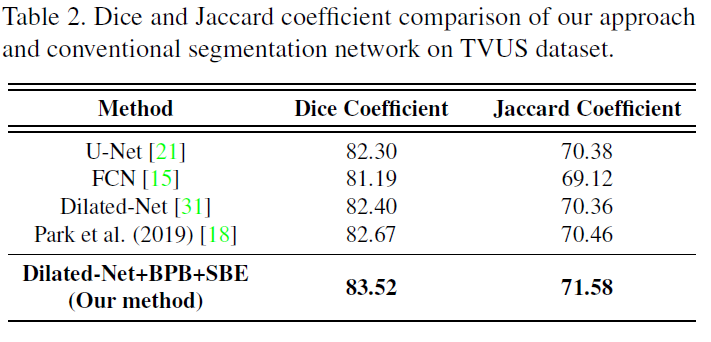 Table 2. Dice and Jaccard coefficient comparison of our approach
and conventional segmentation network on TVUS dataset.
Method Dice Coefficient Jaccard Coefficient
U-Net [21] 82.30 70.38
FCN [15] 81.19 69.12
Dilated-Net [31] 82.40 70.36
Park et al. (2019) [18] 82.67 70.46
Dilated-Net+BPB+SBE
(Our method) 83.52 71.58